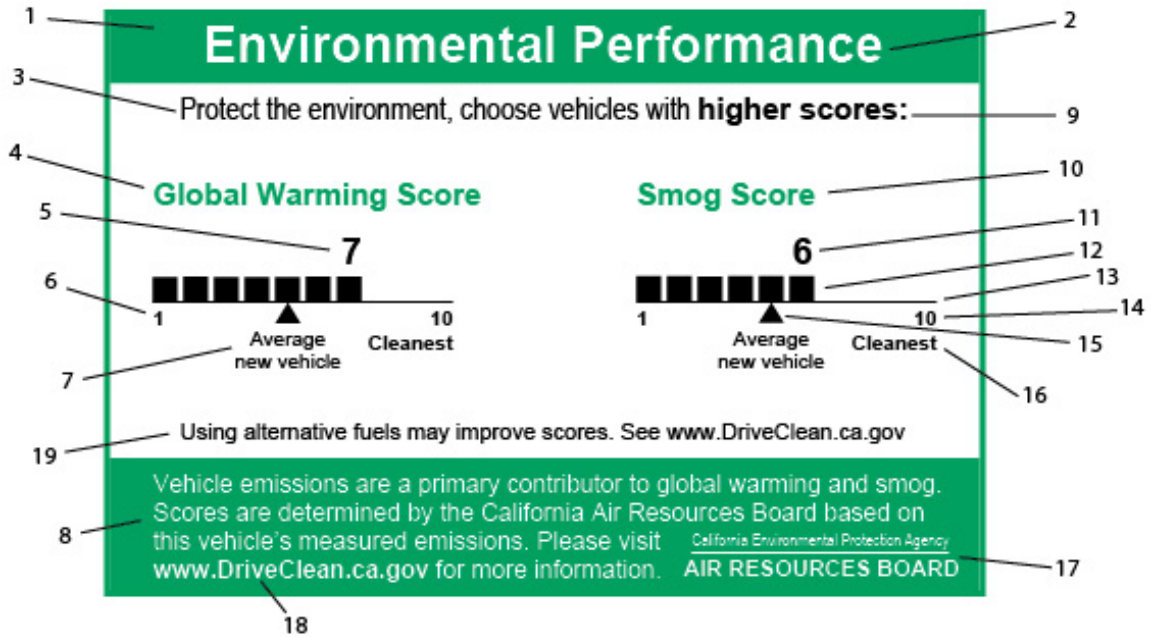 1
Environmental Performance
2
3
Protect the environment, choose vehicles with higher scores:
9
4
Global Warming Score
Smog Score
10
5
7
6
11
12
6
13
1
10
1
10
14
Average
new vehicle
Cleanest
Average
new vehicle
Cleanest
15
7
16
Using alternative fuels may improve scores. See www.DriveClean.ca.gov
19
Vehicle emissions are a primary contributor to global warming and smog.
Scores are determined by the California Air Resources Board based on
this vehicle's measured emissions. Please visit
www.DriveClean.ca.gov for more information.
California Environmental Protection Agency
AIR RESOURCES BOARD
8
17
18